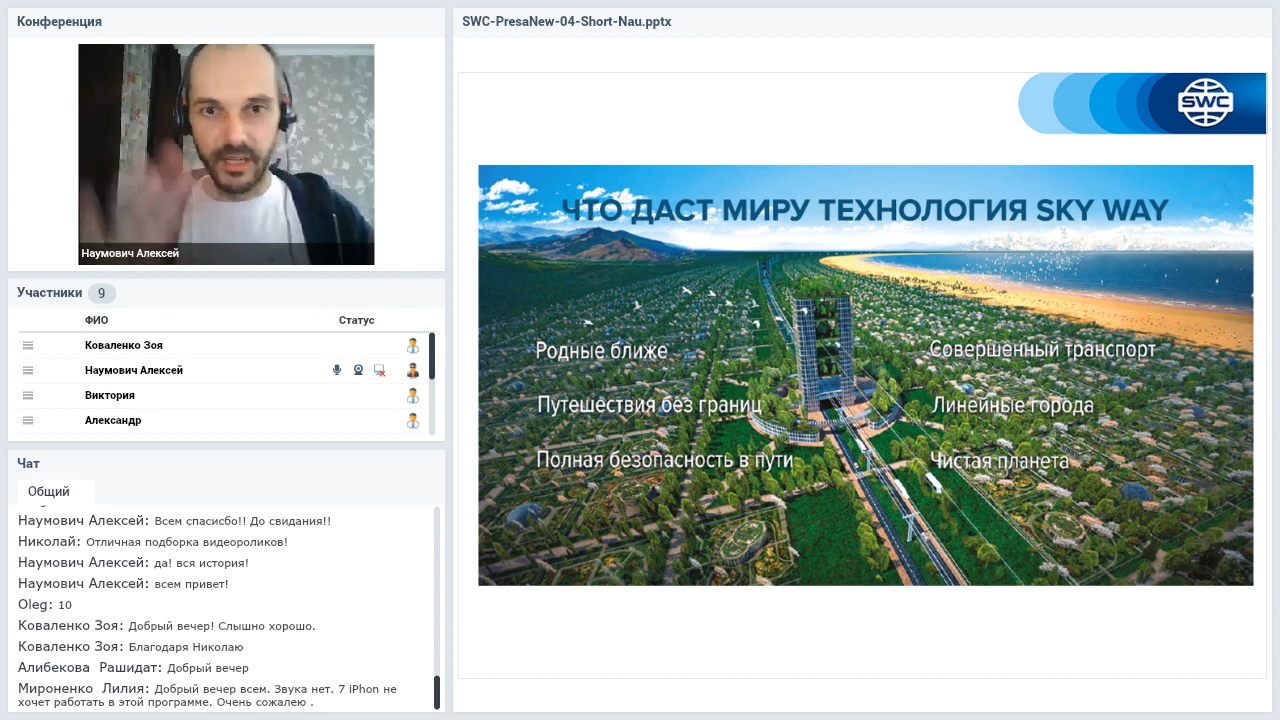 Конференция
Наумович Алексей
Участники 9
ФИО Статус
Коваленко Зоя
Наумович Алексей
Виктория
Александр
Чат
Общий
Наумович Алексей: Всем спасисбо!! До свидания!!
Николай: Отличная подборка видеороликов!
Наумович Алексей: да! вся история!
Наумович Алексей: всем привет!
Oleg: 10
Коваленко Зоя: Добрый вечер! Слышно хорошо.
Коваленко Зоя: Благодаря Николаю
Алибекова Рашидат: Добрый вечер
Мироненко Лилия: Добрый вечер всем. Звука нет. 7 iPhon не
хочет работать в этой программе. Очень сожалею .
SWC-PresaNew-04-Short-Nau.pptx
SWC
ЧТО ДАСТ МИРУ ТЕХНОЛОГИЯ SKY WAY
Родные ближе
Путешествия без границ
Полная безопасность в пути
Совершенный транспорт
Линейные города
Чистая планета